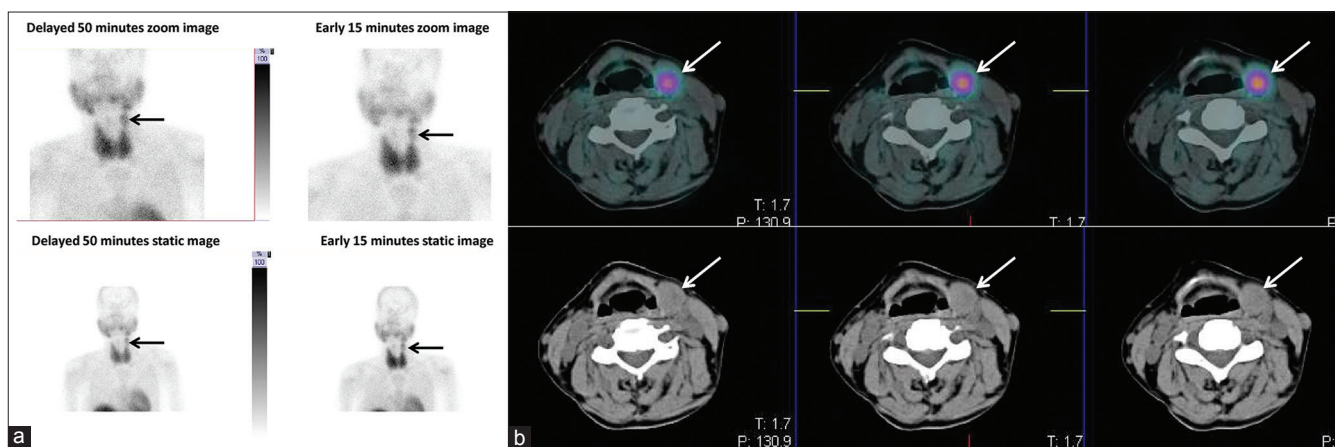 Delayed 50 minutes zoom image
Early 15 minutes zoom image
%
100
Delayed 50 minutes static mage
Early 15 minutes static image
%
100
a
T: 1.7
P: 130.9
T: 1.7
P
T: 1.7
P: 130.9
T: 1.7
P
b